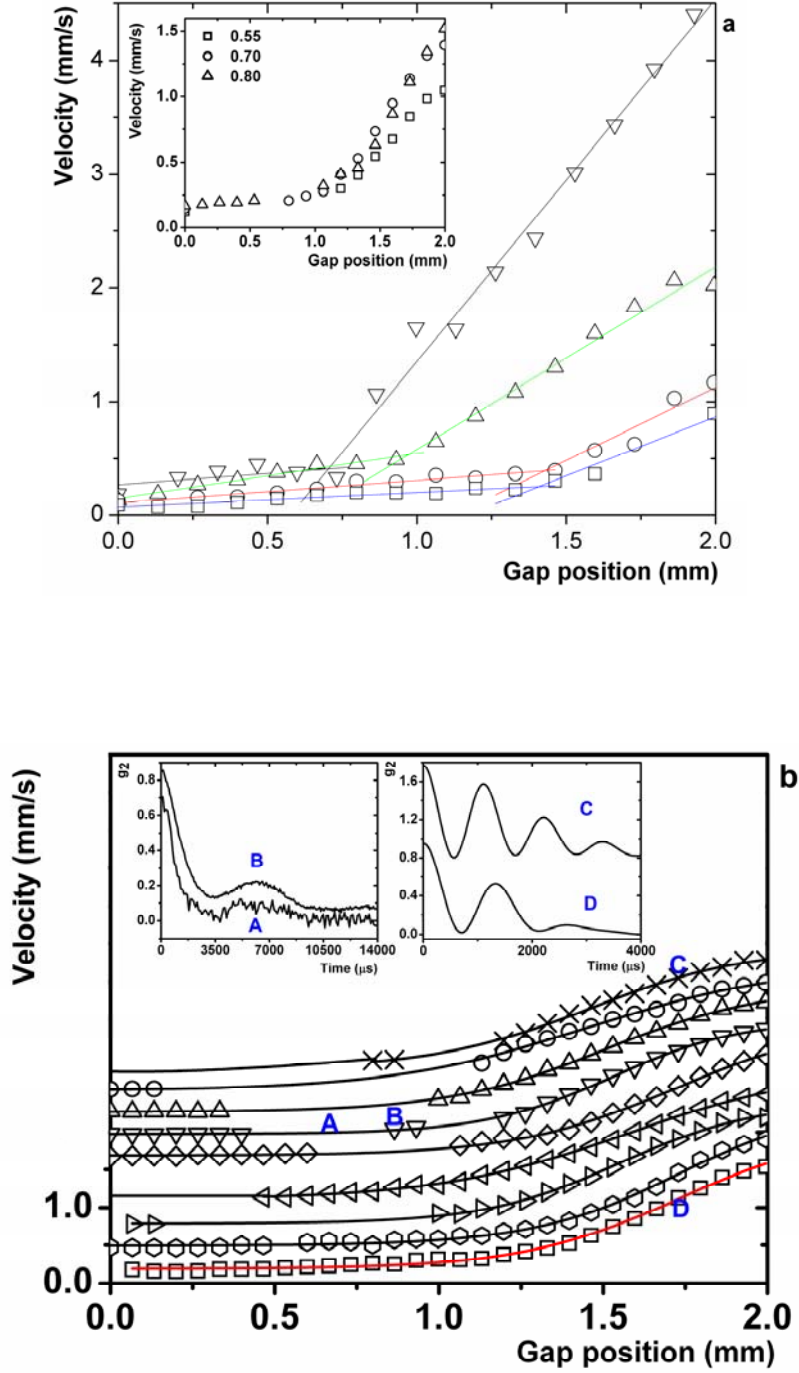 a
Velocity (mm/s)
4
3
2
1
0
0.0 0.5 1.0 1.5 2.0
Gap position (mm)
Velocity (mm/s)
1.5
1.0
0.5
0.0
0.55
0.70
0.80
0.0 0.5 1.0 1.5 2.0
Gap position (mm)
b
Velocity (mm/s)
1.0
0.0
0.0 0.5 1.0 1.5 2.0
Gap position (mm)
g2
0.8
0.6
0.4
0.2
0.0
B
A
0 3500 7000 10500 14000
Time (μs)
g2
1.6
1.2
0.8
0.4
0.0
C
D
0 2000 4000
Time (μs)
C
A B
D